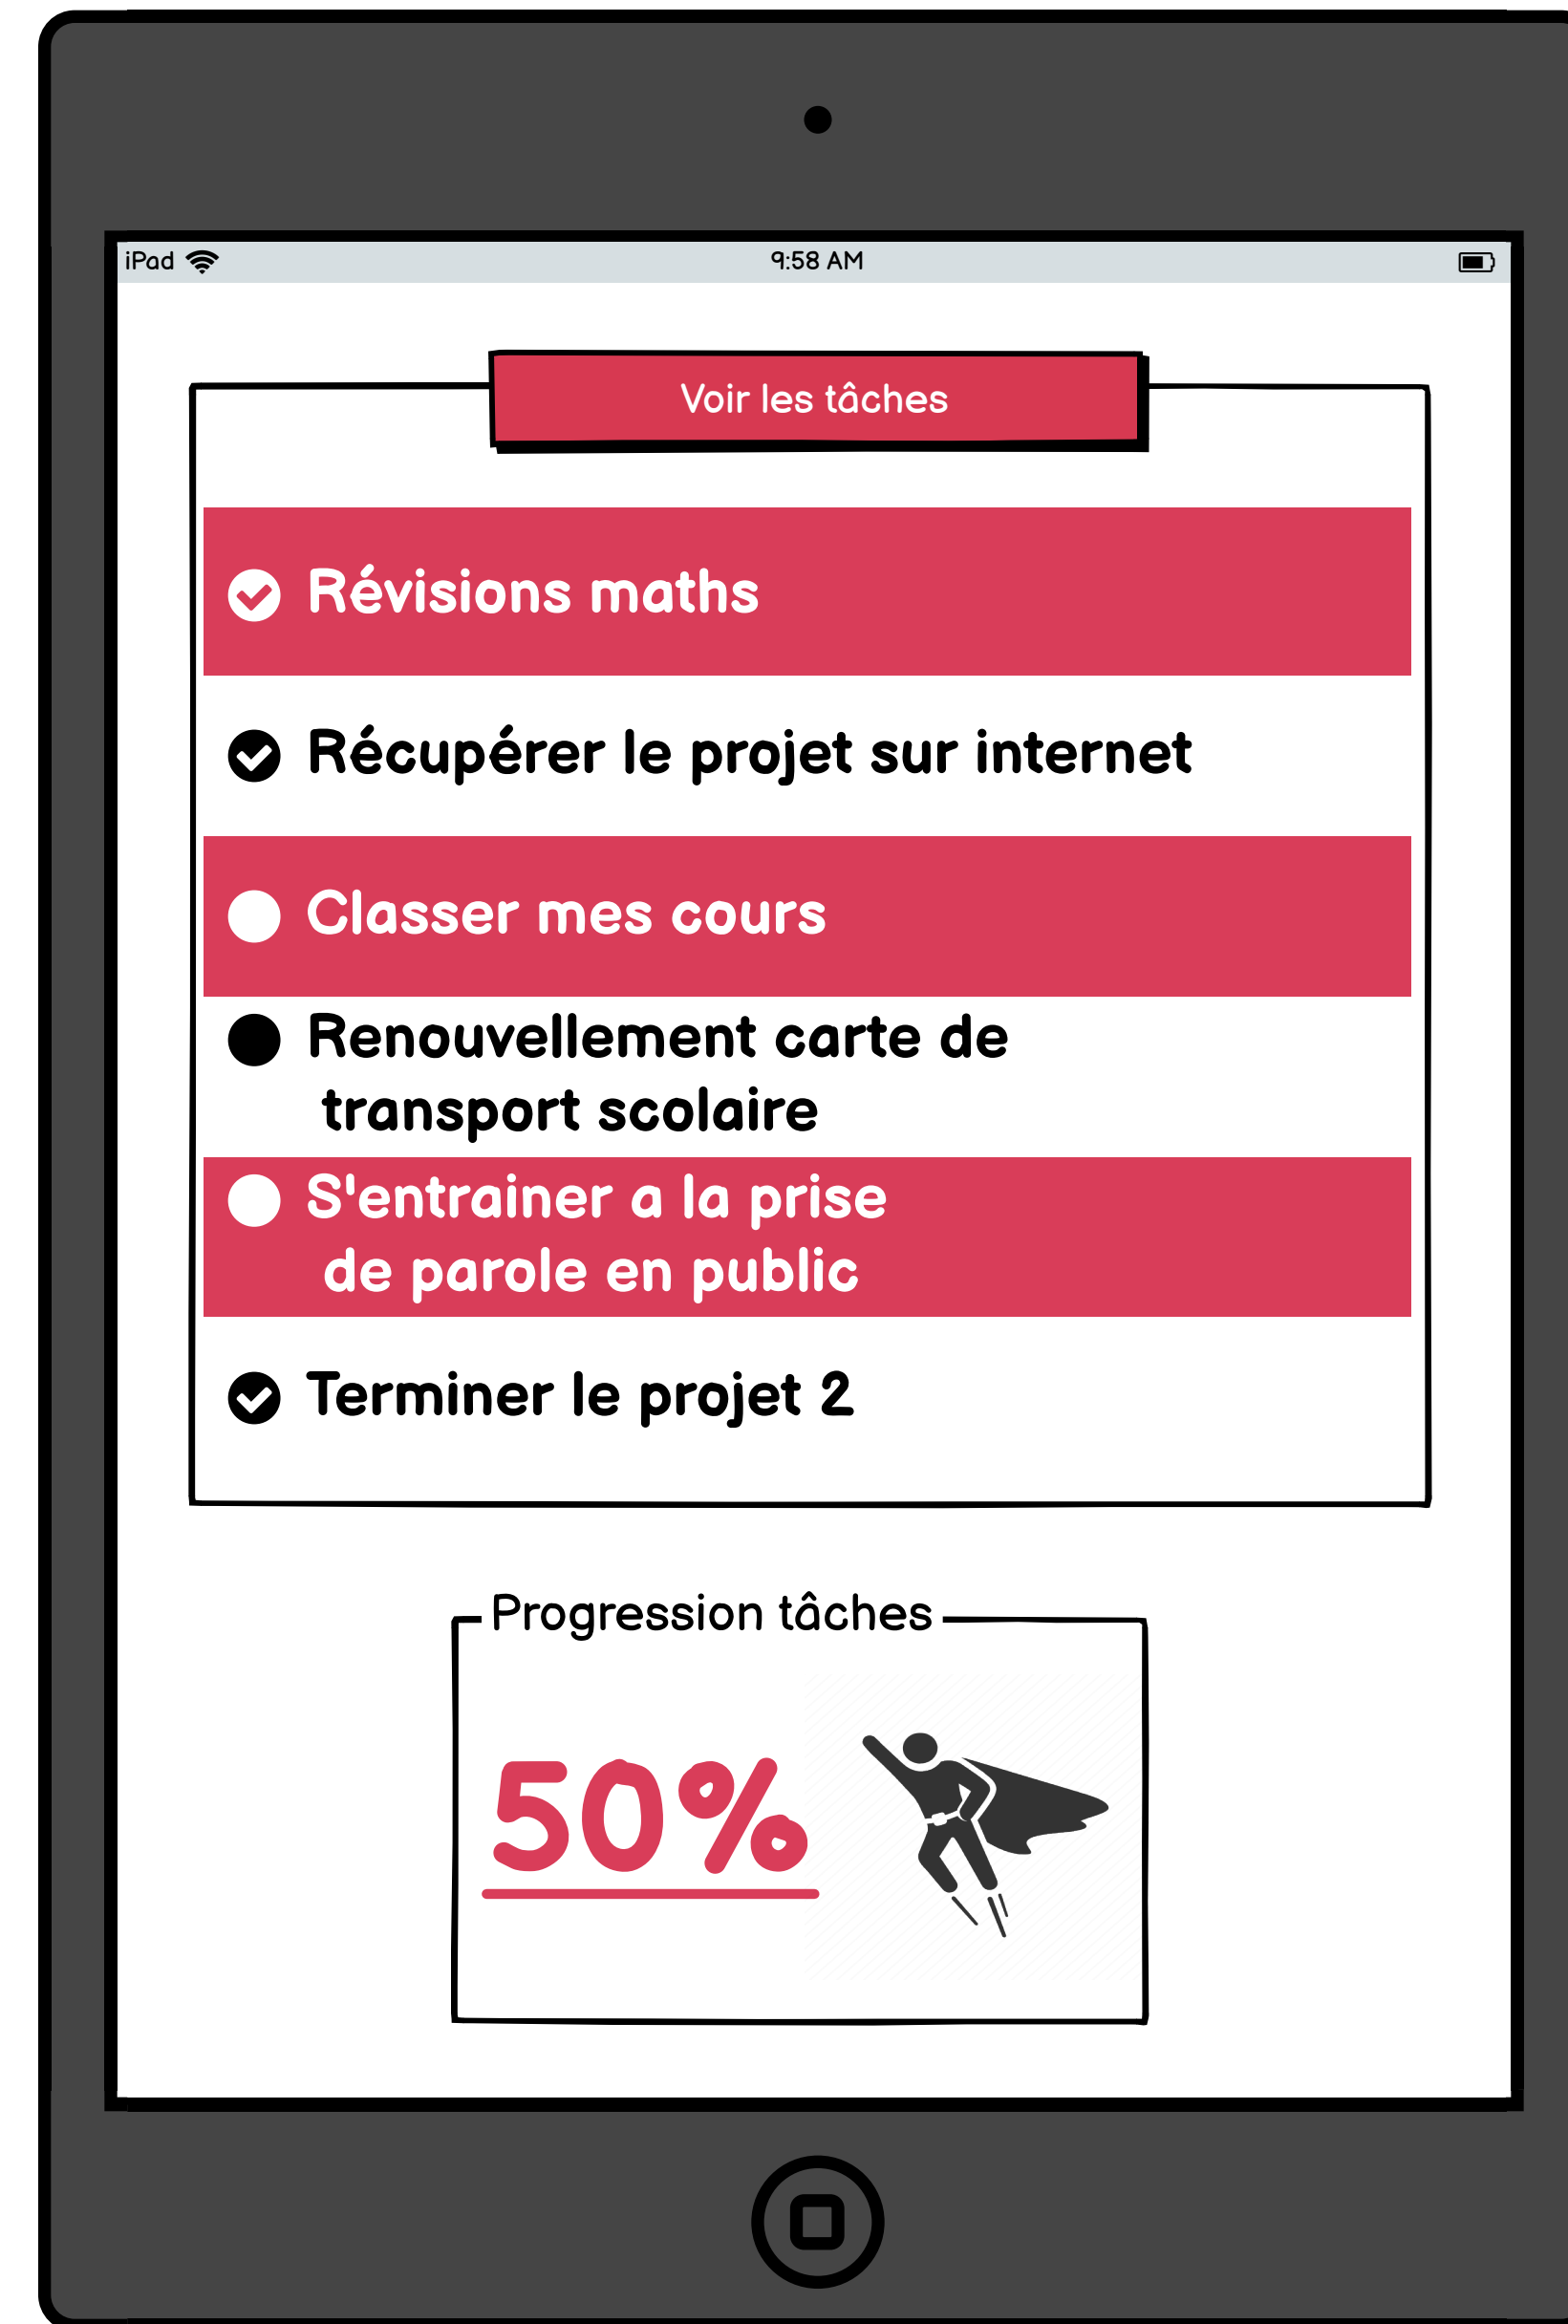 iPad
9:58 AM
Voir les tâches
Révisions maths
Récupérer le projet sur internet
Classer mes cours
Renouvellement carte de
transport scolaire
S'entrainer a la prise
de parole en public
Terminer le projet 2
Progression tâches
50%